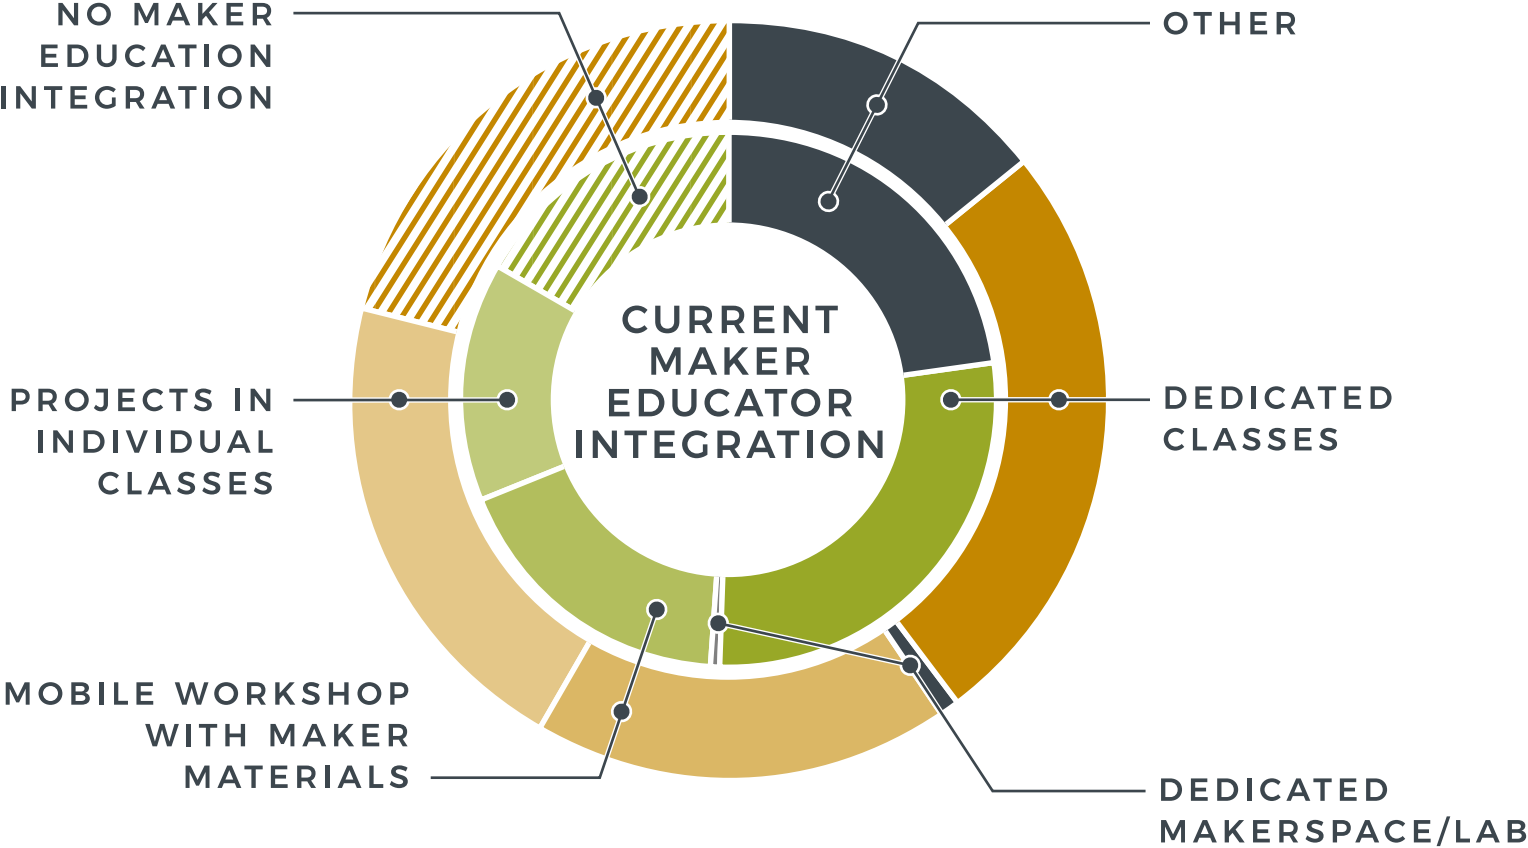 NO MAKER
EDUCATION
INTEGRATION
OTHER
CURRENT
MAKER
EDUCATOR
INTEGRATION
PROJECTS IN
INDIVIDUAL
CLASSES
DEDICATED
CLASSES
MOBILE WORKSHOP
WITH MAKER
MATERIALS
DEDICATED
MAKERSPACE/LAB